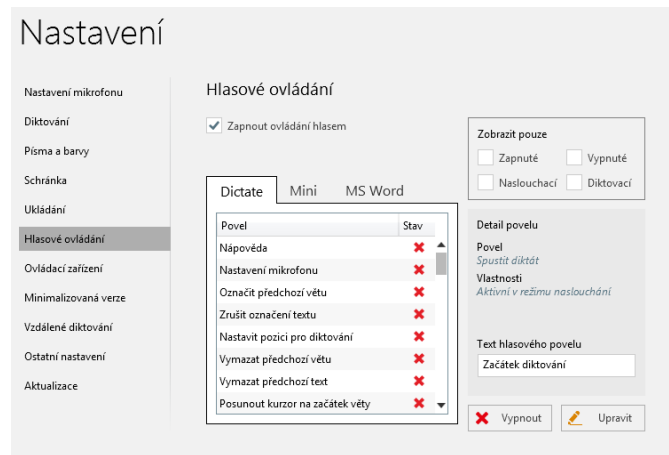 Nastavení
Nastavení mikrofonu
Diktování
Písma a barvy
Schránka
Ukládání
Hlasové ovládání
Ovládací zařízení
Minimalizovaná verze
Vzdálené diktování
Ostatní nastavení
Aktualizace
Hlasové ovládání
Zapnout ovládání hlasem
Dictate Mini MS Word
Povel Stav
Nápověda
Nastavení mikrofonu
Označit předchozí větu
Zrušit označení textu
Nastavit pozici pro diktování
Vymazat předchozí větu
Vymazat předchozí text
Posunout kurzor na začátek věty
Zobrazit pouze
Zapnuté Vypnuté
Naslouchací Diktovací
Detail povelu
Povel
Spustit diktát
Vlastnosti
Aktivní v režimu naslouchání
Text hlasového povelu
Začátek diktování
Vypnout Upravit